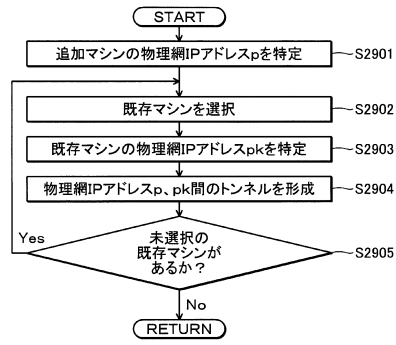 START
追加マシンの物理網IPアドレスpを特定
S2901
既存マシンを選択
S2902
既存マシンの物理網IPアドレスpkを特定
S2903
物理網IPアドレスp、pk間のトンネルを形成
S2904
Yes
未選択の
既存マシンが
あるか？
S2905
No
RETURN